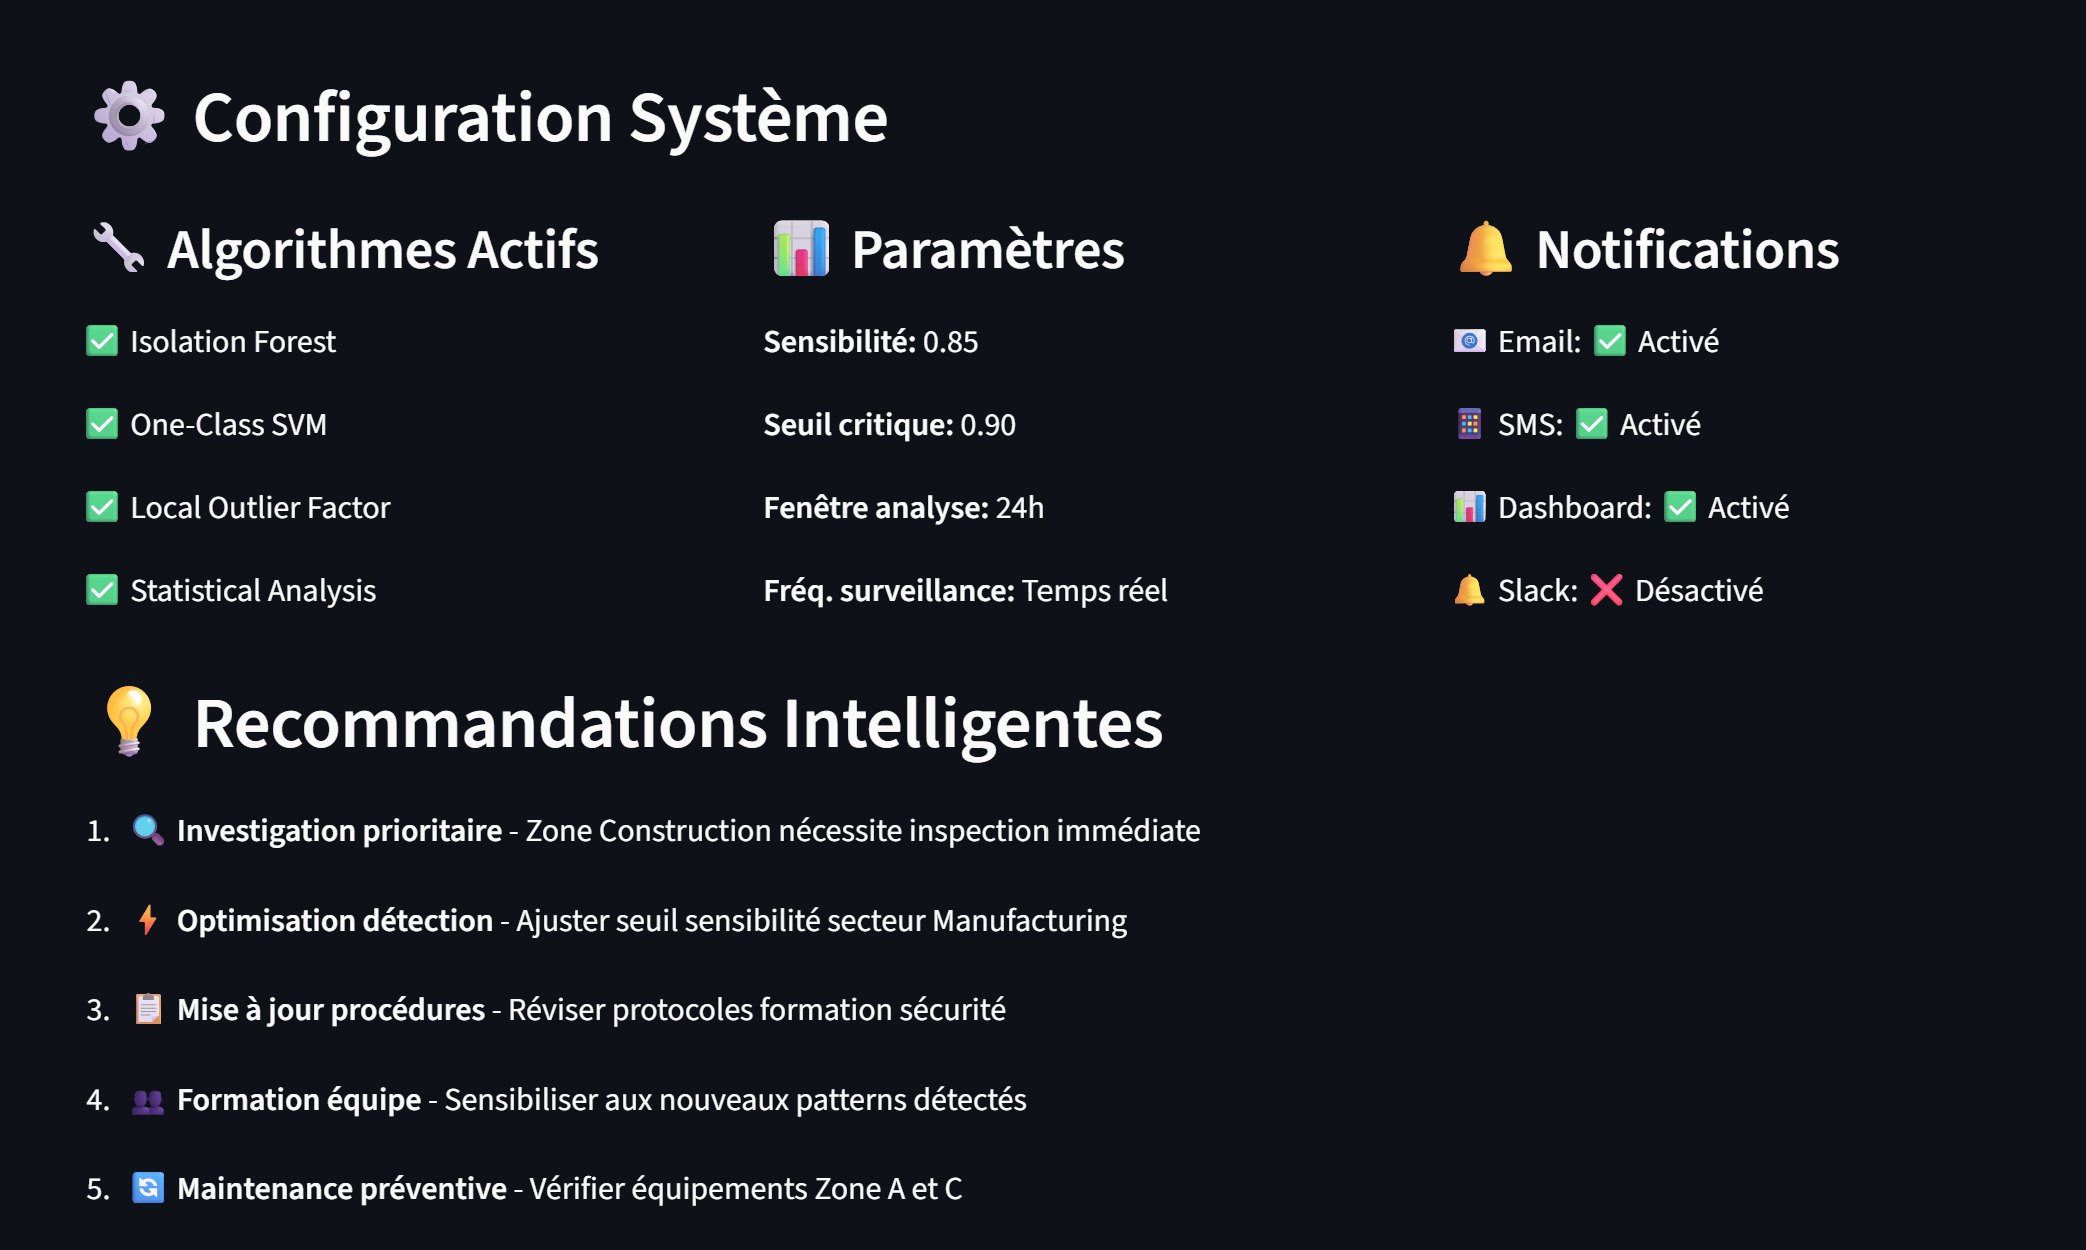 Configuration Système
Algorithmes Actifs
Isolation Forest
One-Class SVM
Local Outlier Factor
Statistical Analysis
Paramètres
Sensibilité: 0.85
Seuil critique: 0.90
Fenêtre analyse: 24h
Fréq. surveillance: Temps réel
Notifications
Email: ✅ Activé
SMS: ✅ Activé
Dashboard: ✅ Activé
Slack: ❌ Désactivé
Recommandations Intelligentes
1. Investigation prioritaire - Zone Construction nécessite inspection immédiate
2. Optimisation détection - Ajuster seuil sensibilité secteur Manufacturing
3. Mise à jour procédures - Réviser protocoles formation sécurité
4. Formation équipe - Sensibiliser aux nouveaux patterns détectés
5. Maintenance préventive - Vérifier équipements Zone A et C